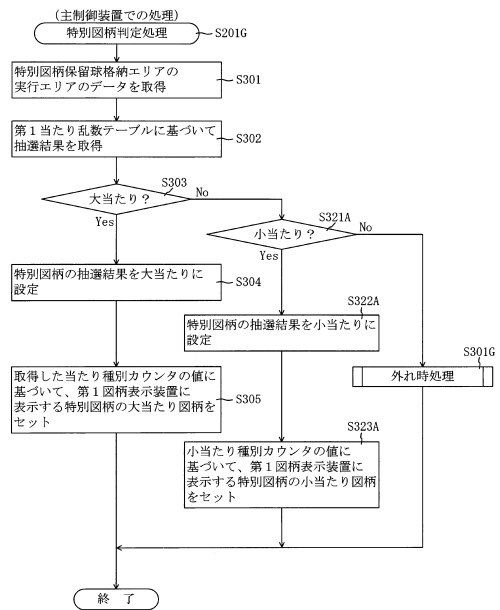 (主制御装置での処理)
特別図柄判定処理
S201G
特別図柄保留球格納エリアの
実行エリアのデータを取得
S301
第1当たり乱数テーブルに基づいて
抽選結果を取得
S302
大当たり?
S303
No
Yes
小当たり?
S321A
No
Yes
特別図柄の抽選結果を大当たりに
設定
S304
特別図柄の抽選結果を小当たりに
設定
S322A
外れ時処理
S301G
取得した当たり種別カウンタの値に
基づいて、第1図柄表示装置に
表示する特別図柄の大当たり図柄を
セット
S305
小当たり種別カウンタの値に
基づいて、第1図柄表示装置に
表示する特別図柄の小当たり図柄
をセット
S323A
終 了